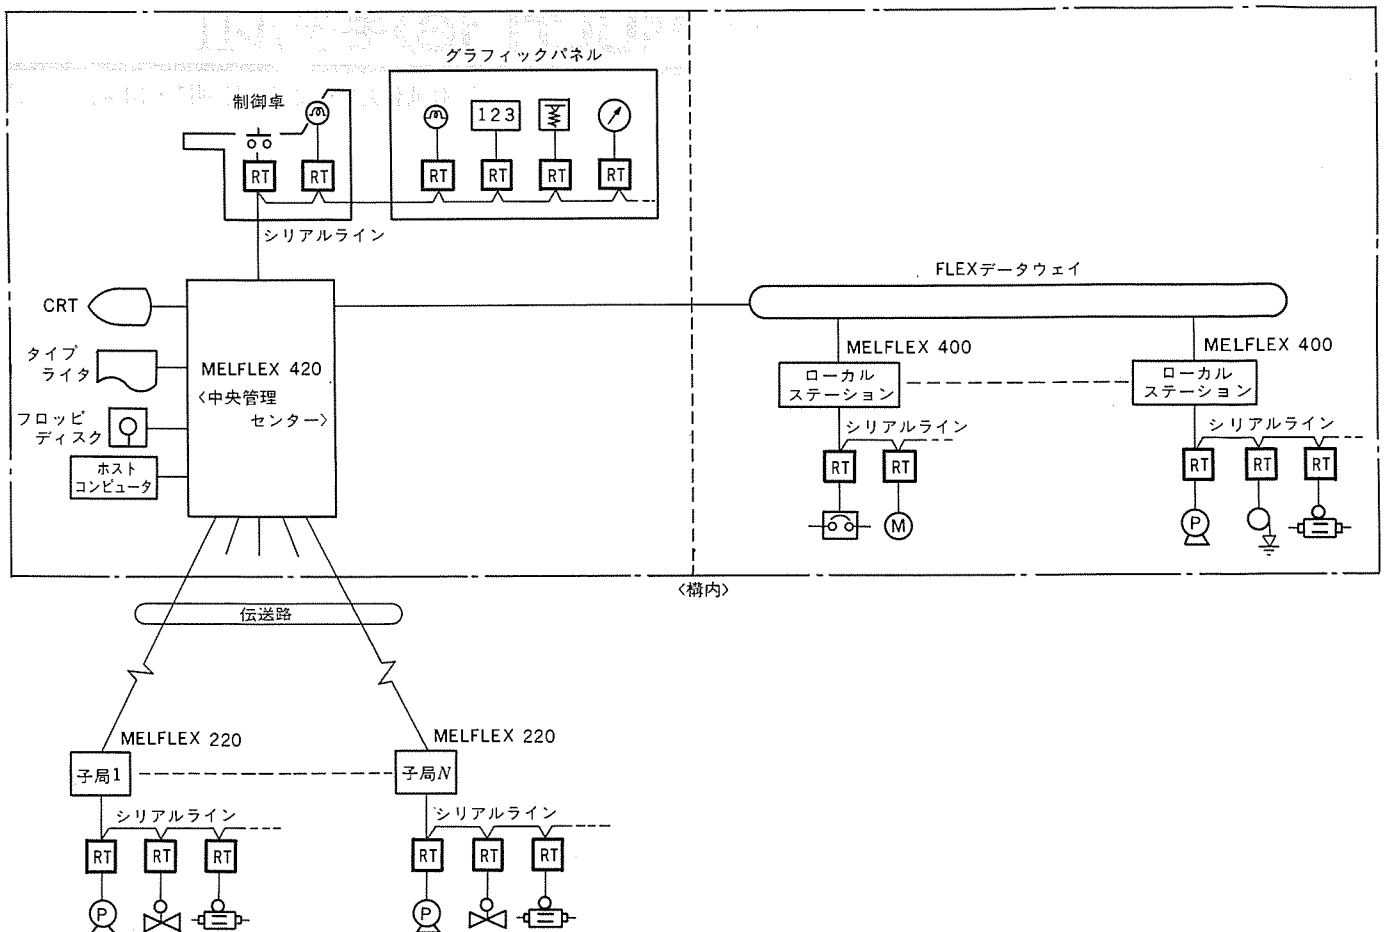 グラフィックパネル
制御卓
123
RT
RT
RT
RT
RT
RT
シリアルライン
FLEXデータウェイ
CRT
タイプ
ライタ
フロッピ
ディスク
ホスト
コンピュータ
MELFLEX 420
〈中央管理
センター〉
MELFLEX 400
ローカル
ステーション
MELFLEX 400
ローカル
ステーション
シリアルライン
RT
RT
M
シリアルライン
RT
RT
RT
P
〈構内〉
伝送路
MELFLEX 220
子局1
MELFLEX 220
子局N
シリアルライン
RT
RT
RT
P
シリアルライン
RT
RT
RT
P